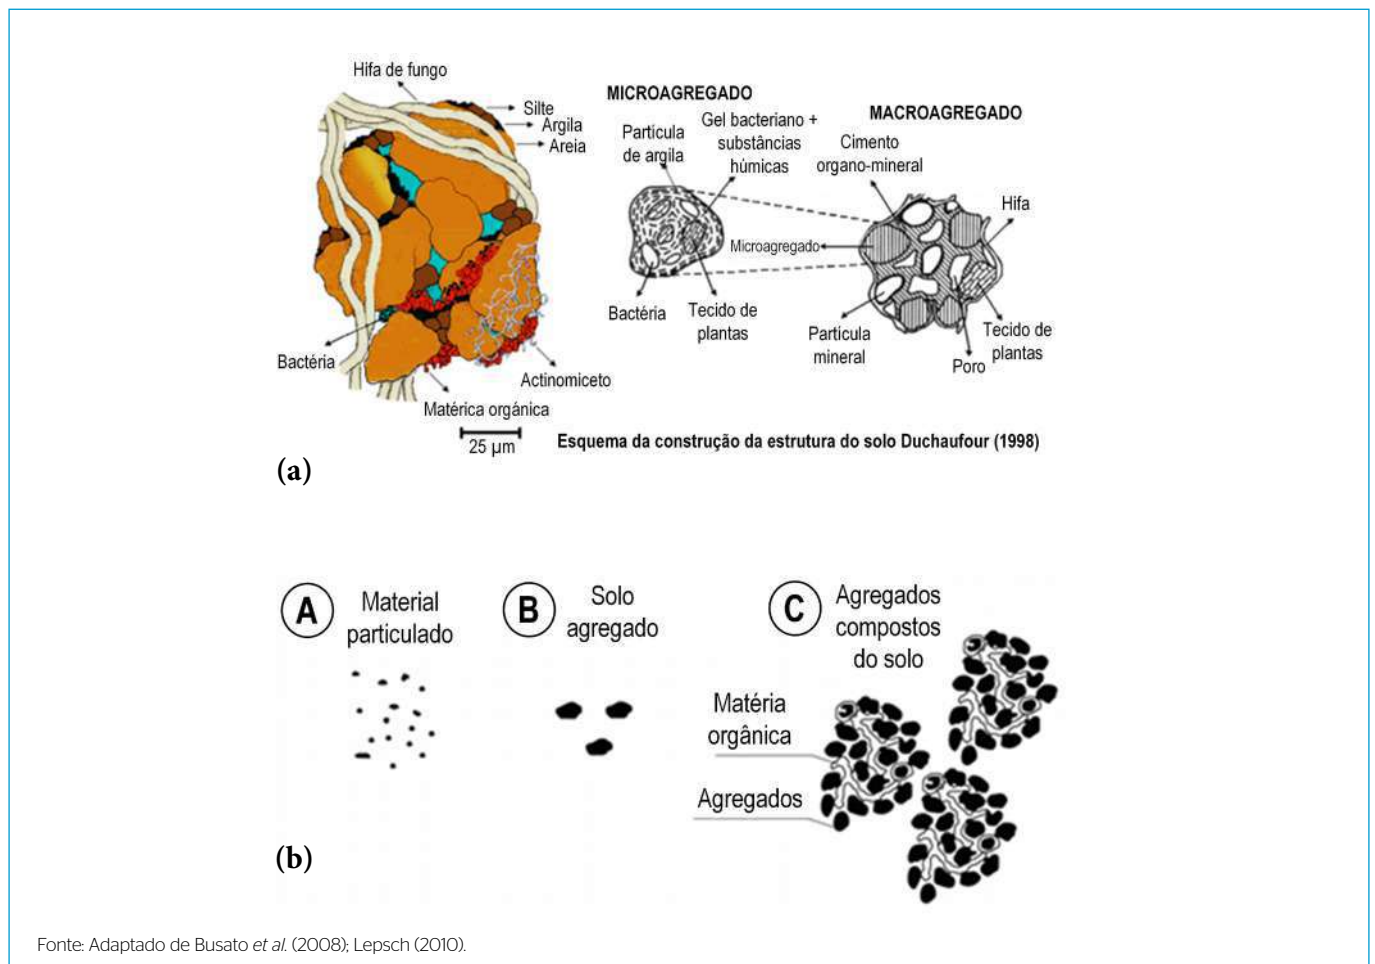 Hifa de fungo
Silte
Argila
Areia
Bactéria
Actinomiceto
Matérica orgánica
25 µm
MICROAGREGADO
Partícula
de argila
Gel bacteriano +
substâncias
húmicas
Microagregado
Bactéria
Tecido de
plantas
MACROAGREGADO
Cimento
organo-mineral
Hifa
Partícula
mineral
Poro
Tecido de
plantas
Esquema da construção da estrutura do solo Duchaufour (1998)
(a)
A
Material
particulado
B
Solo
agregado
C
Agregados
compostos
do solo
Matéria
orgânica
Agregados
(b)
Fonte: Adaptado de Busato et al. (2008); Lepsch (2010).